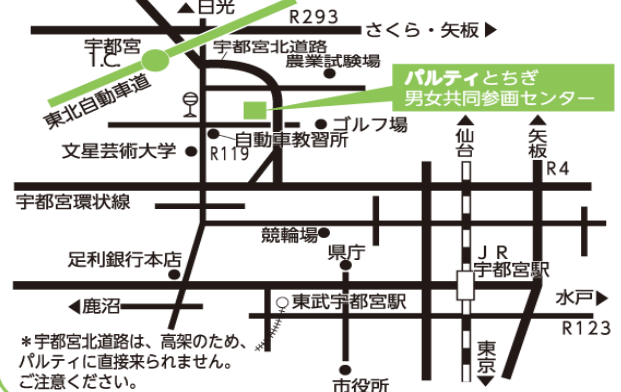 ▲日光
R293
さくら・矢板▶
宇都宮
I.C.
宇都宮北道路
農業試験場
東北自動車道
パルティとちぎ
男女共同参画センター
ゴルフ場
自動車教習所
文星芸術大学
R119
▲
仙台
▲
矢板
R4
宇都宮環状線
競輪場
県庁
足利銀行本店
JR
宇都宮駅
◀鹿沼
東武宇都宮駅
水戸▶
R123
＊宇都宮北道路は、高架のため、
パルティに直接来られません。
ご注意ください。
東京
▼
市役所